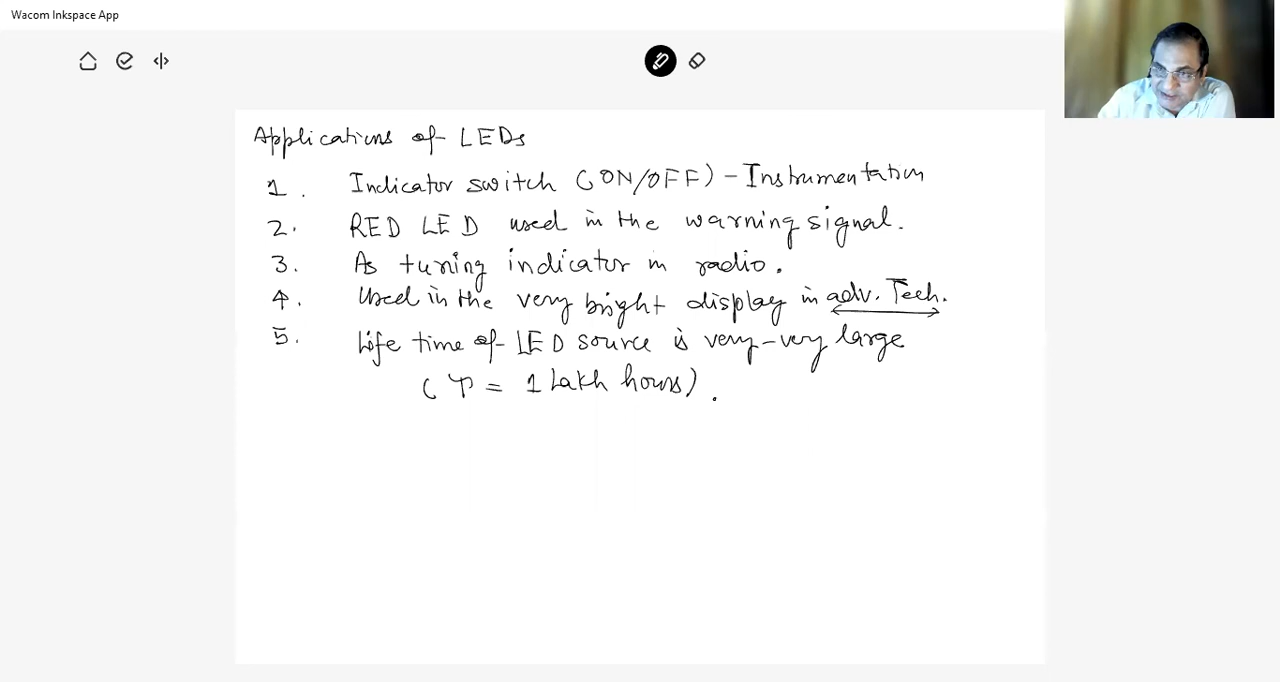 Wacom Inkspace App
Applications of LEDs
1. Indicator switch (ON/OFF) - Instrumentation
2. RED LED used in the warning signal.
3. As tuning indicator in radio.
4. Used in the very bright display in adv. Tech.
5. Life time of LED source is very-very large
(τ = 1 Lakh hours).